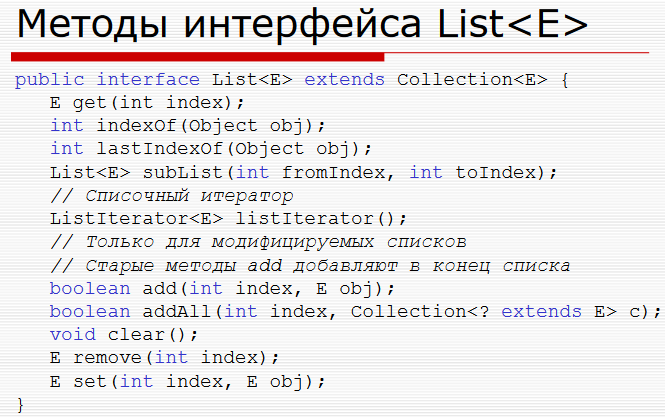 Методы интерфейса List<E>
public interface List<E> extends Collection<E> {
E get(int index);
int indexOf(Object obj);
int lastIndexOf(Object obj);
List<E> subList(int fromIndex, int toIndex);
// Списочный итератор
ListIterator<E> listIterator();
// Только для модифицируемых списков
// Старые методы add добавляют в конец списка
boolean add(int index, E obj);
boolean addAll(int index, Collection<? extends E> c);
void clear();
E remove(int index);
E set(int index, E obj);
}